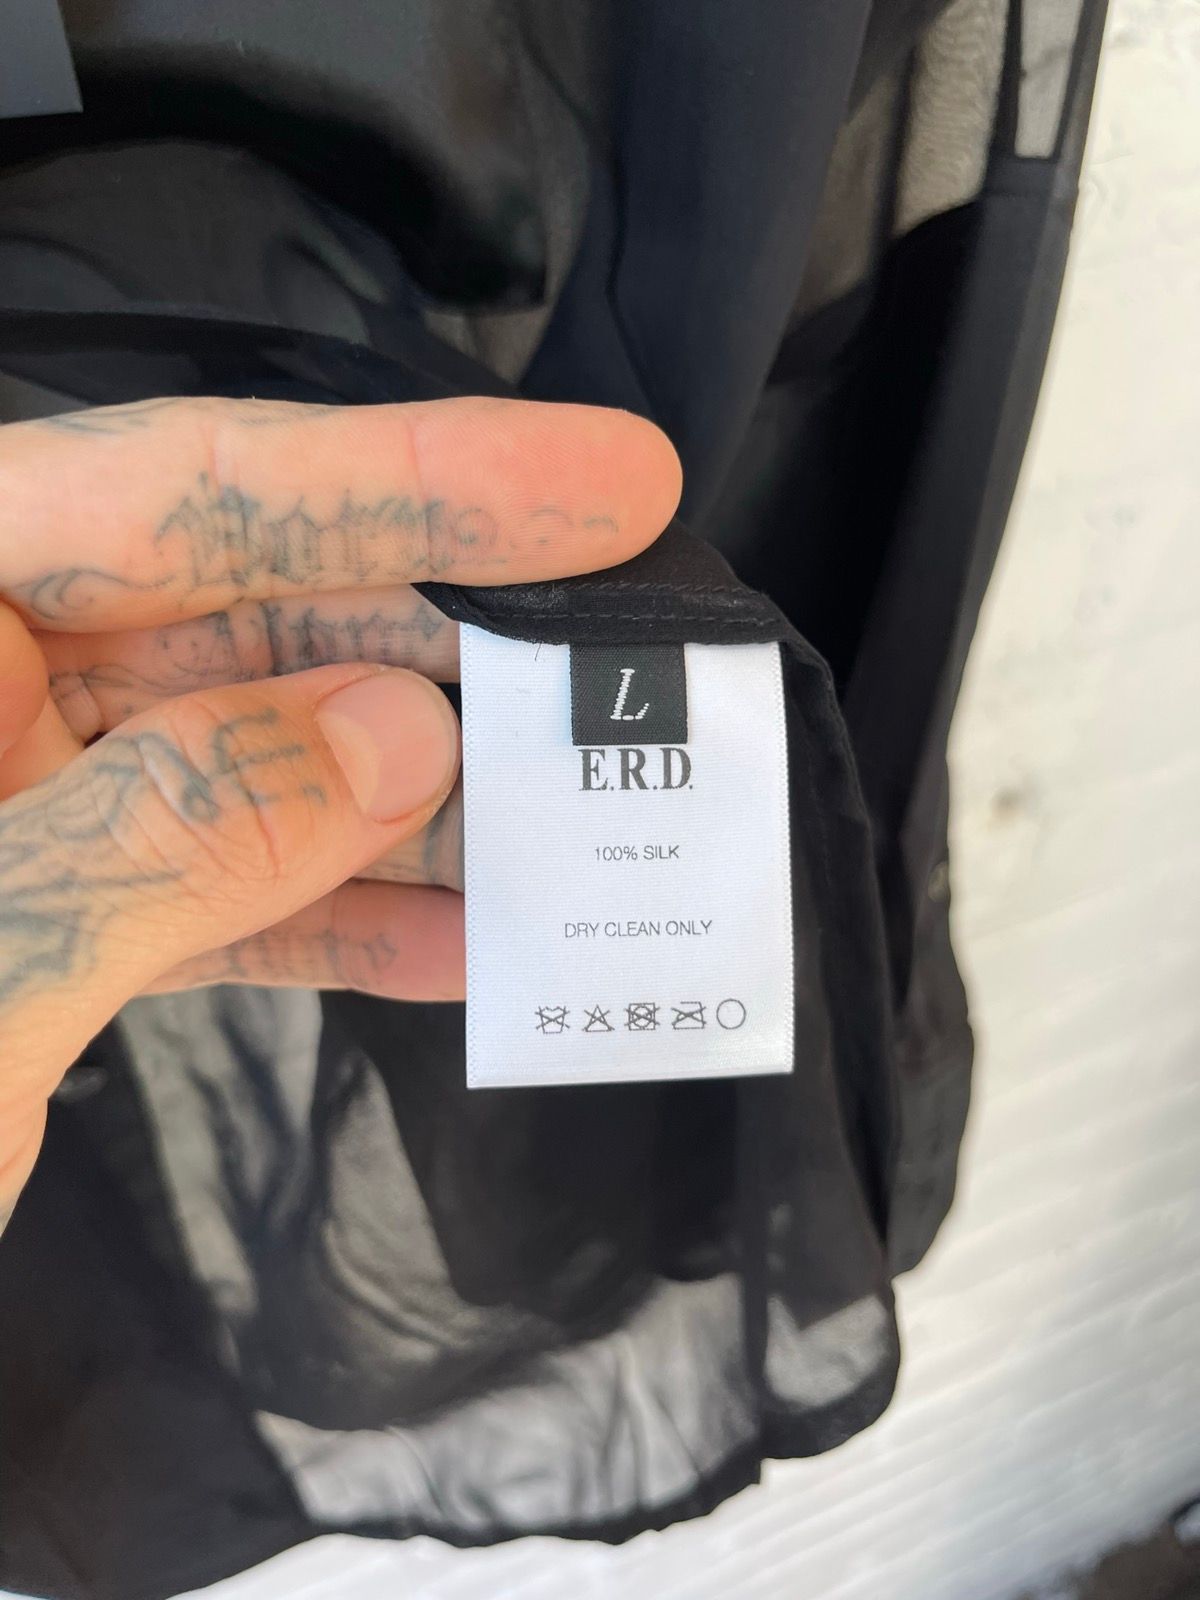 L
E.R.D.
100% SILK
DRY CLEAN ONLY